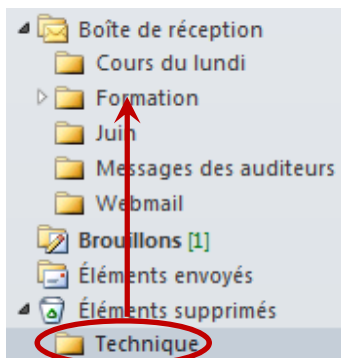 Boîte de réception
Cours du lundi
Formation
Juin
Messages des auditeurs
Webmail
Brouillons [1]
Éléments envoyés
Éléments supprimés
Technique